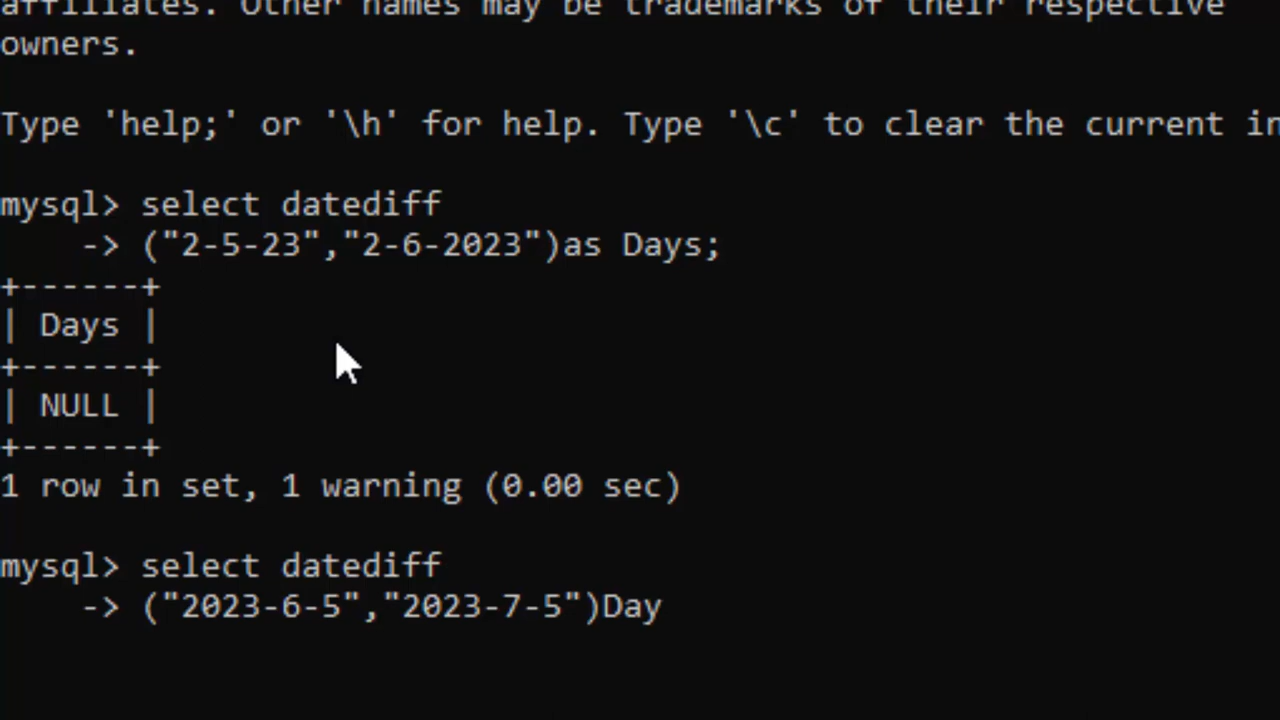 affiliates. Other names may be trademarks of their respective
owners.
Type 'help;' or '\h' for help. Type '\c' to clear the current in
mysql> select datediff
    -> ("2-5-23","2-6-2023")as Days;
+------+
| Days |
+------+
| NULL |
+------+
1 row in set, 1 warning (0.00 sec)
mysql> select datediff
    -> ("2023-6-5","2023-7-5")Day